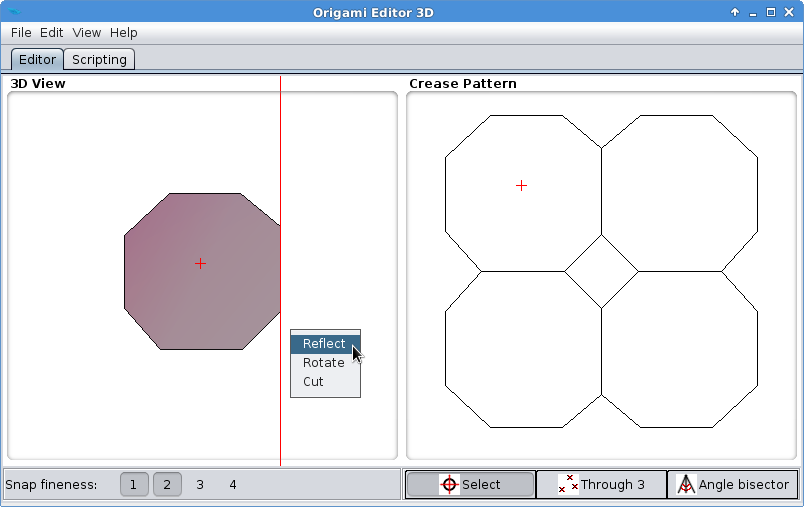 Origami Editor 3D
File Edit View Help
Editor Scripting
3D View
Crease Pattern
Reflect
Rotate
Cut
Snap fineness: 1 2 3 4
Select Through 3 Angle bisector